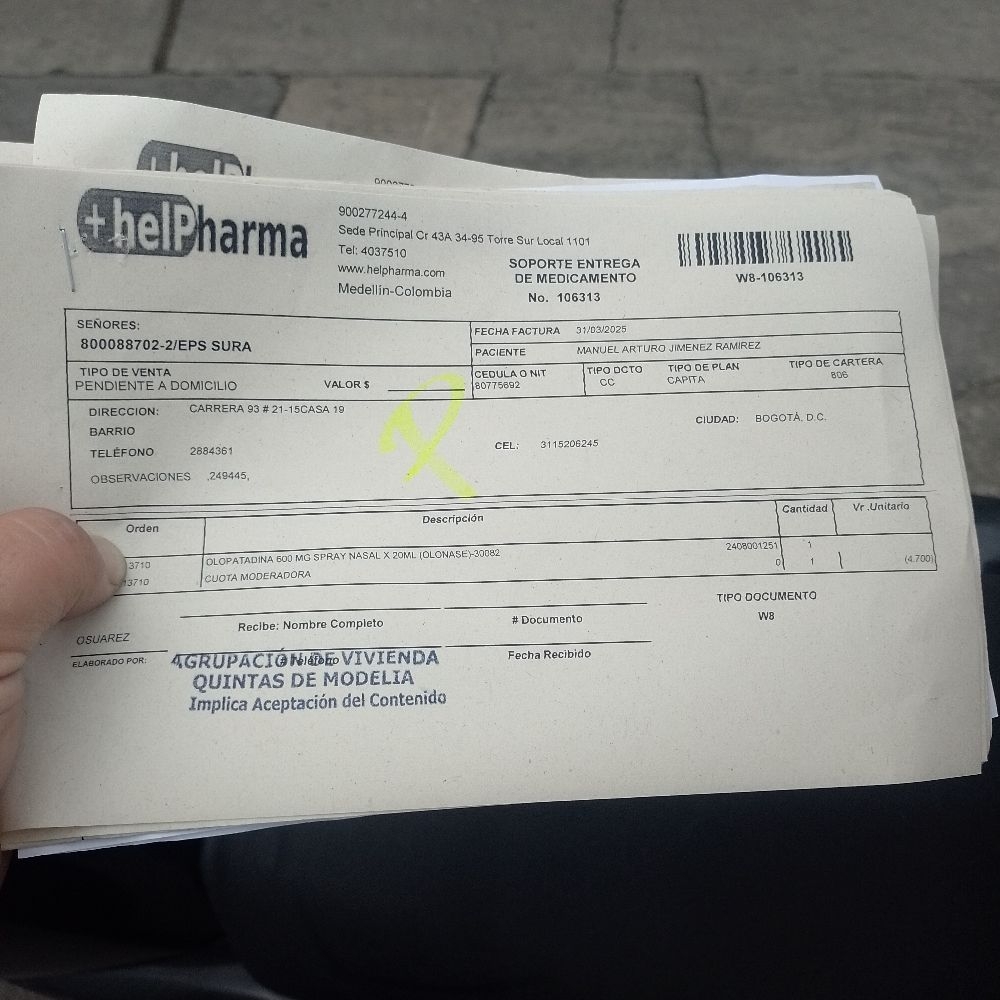 +helPharma
900277244-4
Sede Principal Cr 43A 34-95 Torre Sur Local 1101
Tel: 4037510
www.helpharma.com
Medellín-Colombia
SOPORTE ENTREGA
DE MEDICAMENTO
No. 106313
W8-106313
SEÑORES:
800088702-2/EPS SURA
FECHA FACTURA 31/03/2025
PACIENTE MANUEL ARTURO JIMENEZ RAMIREZ
TIPO DE VENTA
PENDIENTE A DOMICILIO
VALOR $
CEDULA O NIT
80775692
TIPO DCTO
CC
TIPO DE PLAN
CAPITA
TIPO DE CARTERA
806
DIRECCION: CARRERA 93 # 21-15CASA 19
BARRIO
TELÉFONO 2884361
CEL: 3115206245
CIUDAD: BOGOTÁ, D.C.
OBSERVACIONES ,249445,
Orden Descripción Cantidad Vr .Unitario
3710 OLOPATADINA 600 MG SPRAY NASAL X 20ML (OLONASE)-30082 2408001251 1
13710 CUOTA MODERADORA 0 1 (4.700)
TIPO DOCUMENTO
W8
OSUAREZ
ELABORADO POR:
Recibe: Nombre Completo
# Documento
# Teléfono
Fecha Recibido
AGRUPACIÓN DE VIVIENDA
QUINTAS DE MODELIA
Implica Aceptación del Contenido